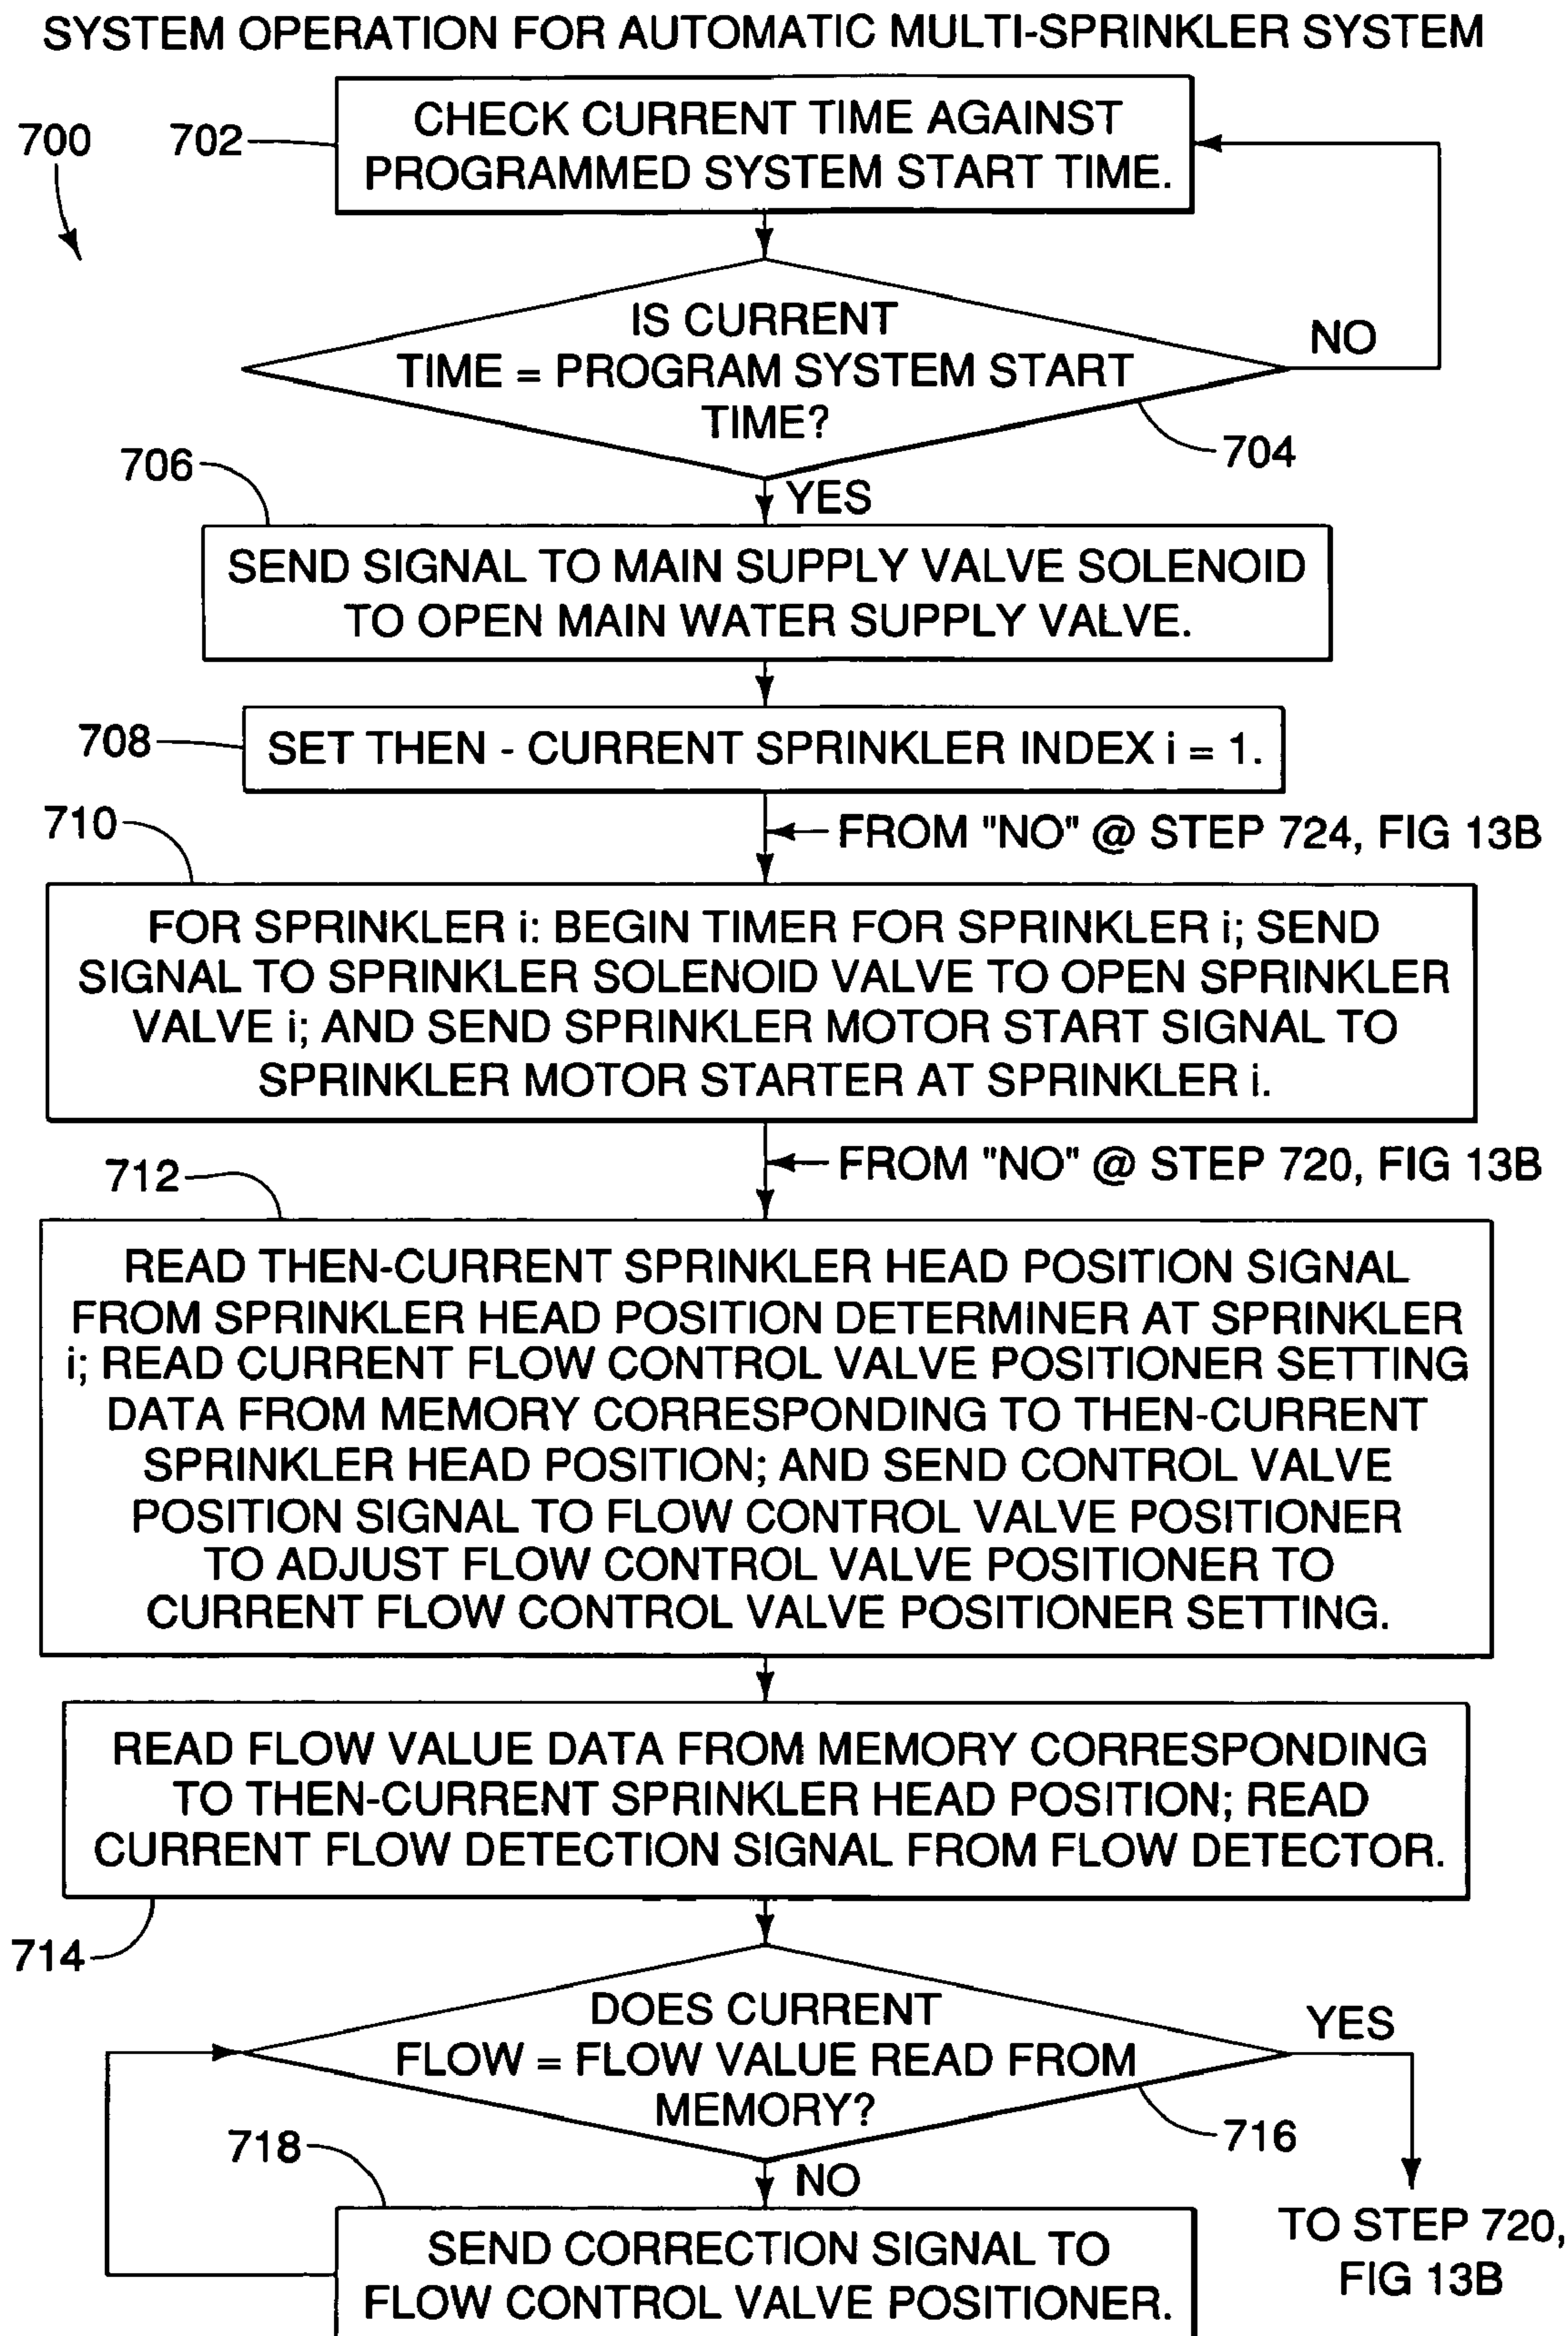 SYSTEM OPERATION FOR AUTOMATIC MULTI-SPRINKLER SYSTEM
700
702
CHECK CURRENT TIME AGAINST
PROGRAMMED SYSTEM START TIME.
IS CURRENT
TIME = PROGRAM SYSTEM START
TIME?
NO
704
706
YES
SEND SIGNAL TO MAIN SUPPLY VALVE SOLENOID
TO OPEN MAIN WATER SUPPLY VALVE.
708
SET THEN - CURRENT SPRINKLER INDEX i = 1.
710
FROM "NO" @ STEP 724, FIG 13B
FOR SPRINKLER i: BEGIN TIMER FOR SPRINKLER i; SEND
SIGNAL TO SPRINKLER SOLENOID VALVE TO OPEN SPRINKLER
VALVE i; AND SEND SPRINKLER MOTOR START SIGNAL TO
SPRINKLER MOTOR STARTER AT SPRINKLER i.
712
FROM "NO" @ STEP 720, FIG 13B
READ THEN-CURRENT SPRINKLER HEAD POSITION SIGNAL
FROM SPRINKLER HEAD POSITION DETERMINER AT SPRINKLER
i; READ CURRENT FLOW CONTROL VALVE POSITIONER SETTING
DATA FROM MEMORY CORRESPONDING TO THEN-CURRENT
SPRINKLER HEAD POSITION; AND SEND CONTROL VALVE
POSITION SIGNAL TO FLOW CONTROL VALVE POSITIONER
TO ADJUST FLOW CONTROL VALVE POSITIONER TO
CURRENT FLOW CONTROL VALVE POSITIONER SETTING.
READ FLOW VALUE DATA FROM MEMORY CORRESPONDING
TO THEN-CURRENT SPRINKLER HEAD POSITION; READ
CURRENT FLOW DETECTION SIGNAL FROM FLOW DETECTOR.
714
DOES CURRENT
FLOW = FLOW VALUE READ FROM
MEMORY?
YES
716
718
NO
SEND CORRECTION SIGNAL TO
FLOW CONTROL VALVE POSITIONER.
TO STEP 720,
FIG 13B